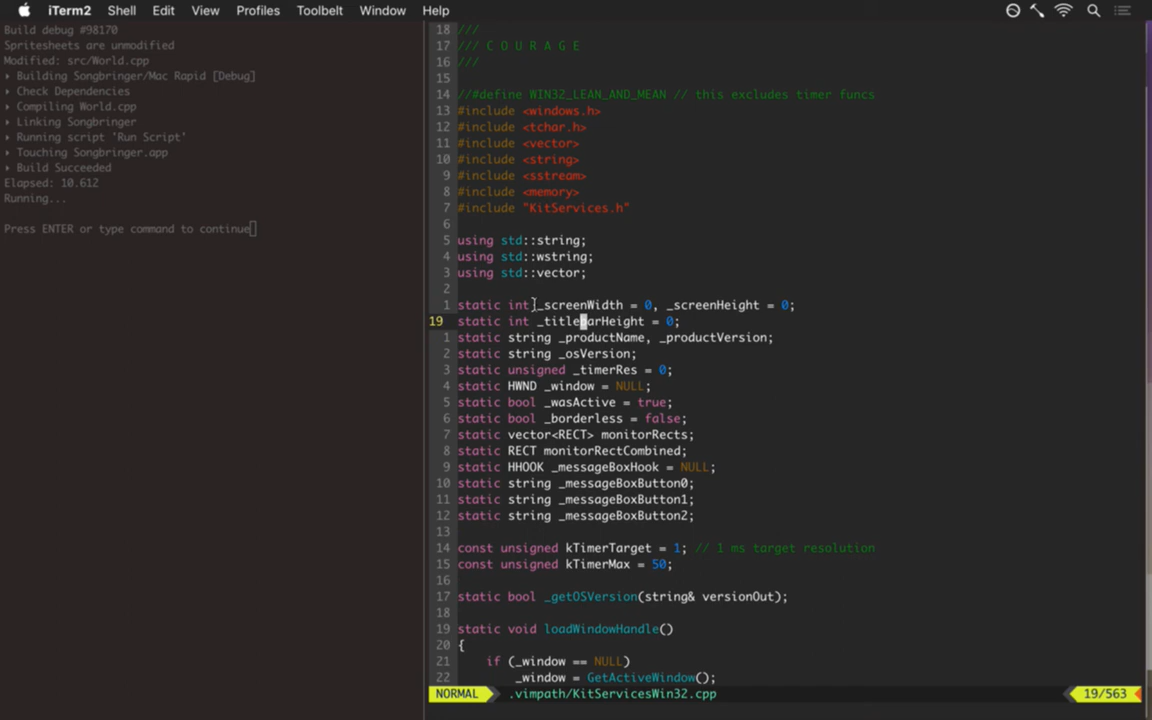 iTerm2 Shell Edit View Profiles Toolbelt Window Help
Build debug #98170
Spritesheets are unmodified
Modified: src/World.cpp
▸ Building Songbringer/Mac Rapid [Debug]
▸ Check Dependencies
▸ Compiling World.cpp
▸ Linking Songbringer
▸ Running script 'Run Script'
▸ Touching Songbringer.app
▸ Build Succeeded
Elapsed: 10.612
Running...
Press ENTER or type command to continue
18 ///
17 /// C O U R A G E
16 ///
15
14 //#define WIN32_LEAN_AND_MEAN // this excludes timer funcs
13 #include <windows.h>
12 #include <tchar.h>
11 #include <vector>
10 #include <string>
9 #include <sstream>
8 #include <memory>
7 #include "KitServices.h"
6
5 using std::string;
4 using std::wstring;
3 using std::vector;
2
1 static int _screenWidth = 0, _screenHeight = 0;
19 static int _titlebarHeight = 0;
1 static string _productName, _productVersion;
2 static string _osVersion;
3 static unsigned _timerRes = 0;
4 static HWND _window = NULL;
5 static bool _wasActive = true;
6 static bool _borderless = false;
7 static vector<RECT> monitorRects;
8 static RECT monitorRectCombined;
9 static HHOOK _messageBoxHook = NULL;
10 static string _messageBoxButton0;
11 static string _messageBoxButton1;
12 static string _messageBoxButton2;
13
14 const unsigned kTimerTarget = 1; // 1 ms target resolution
15 const unsigned kTimerMax = 50;
16
17 static bool _getOSVersion(string& versionOut);
18
19 static void loadWindowHandle()
20 {
21 if (_window == NULL)
22 _window = GetActiveWindow();
NORMAL .vimpath/KitServicesWin32.cpp 19/563